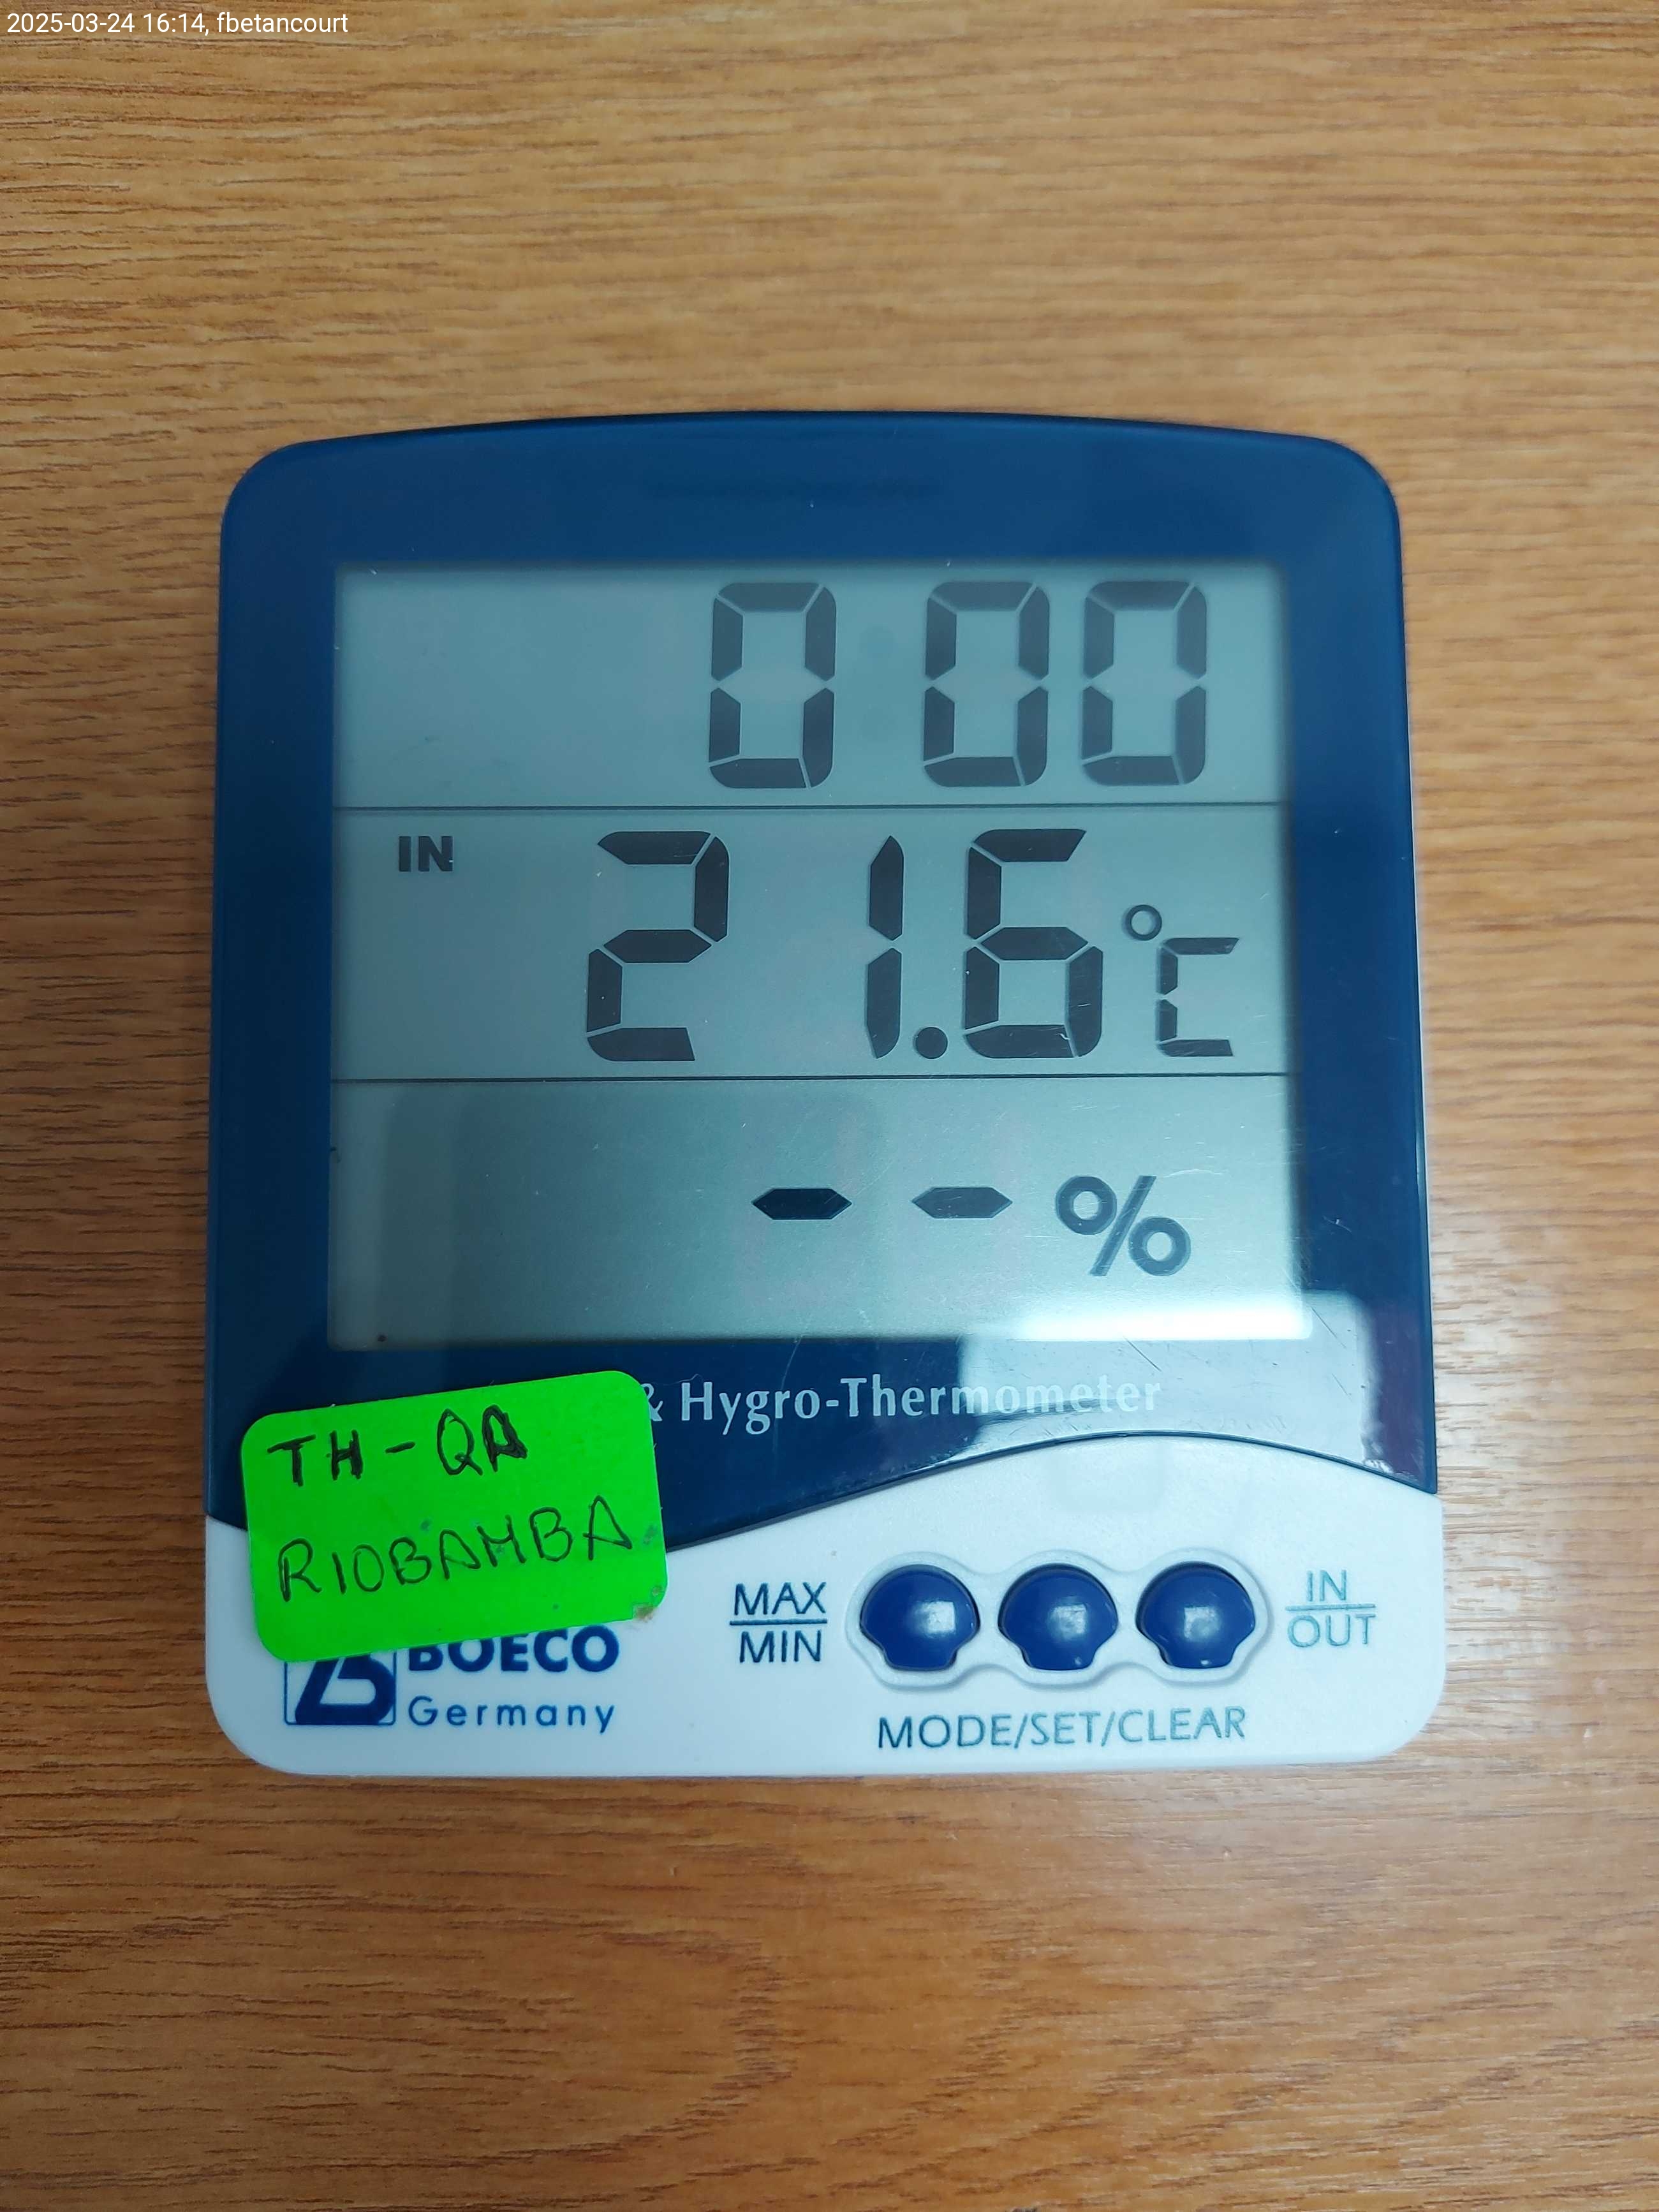 2025-03-24 16:14, fbetancourt
0 00
IN 21.6 °C
-- %
& Hygro-Thermometer
TH-QA
RIOBAMBA
BOECO
Germany
MAX
MIN
IN
OUT
MODE/SET/CLEAR